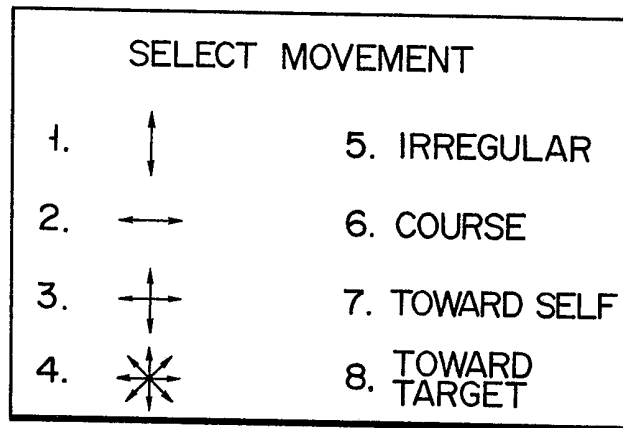 SELECT MOVEMENT
1.
2.
3.
4.
5. IRREGULAR
6. COURSE
7. TOWARD SELF
8. TOWARD
TARGET